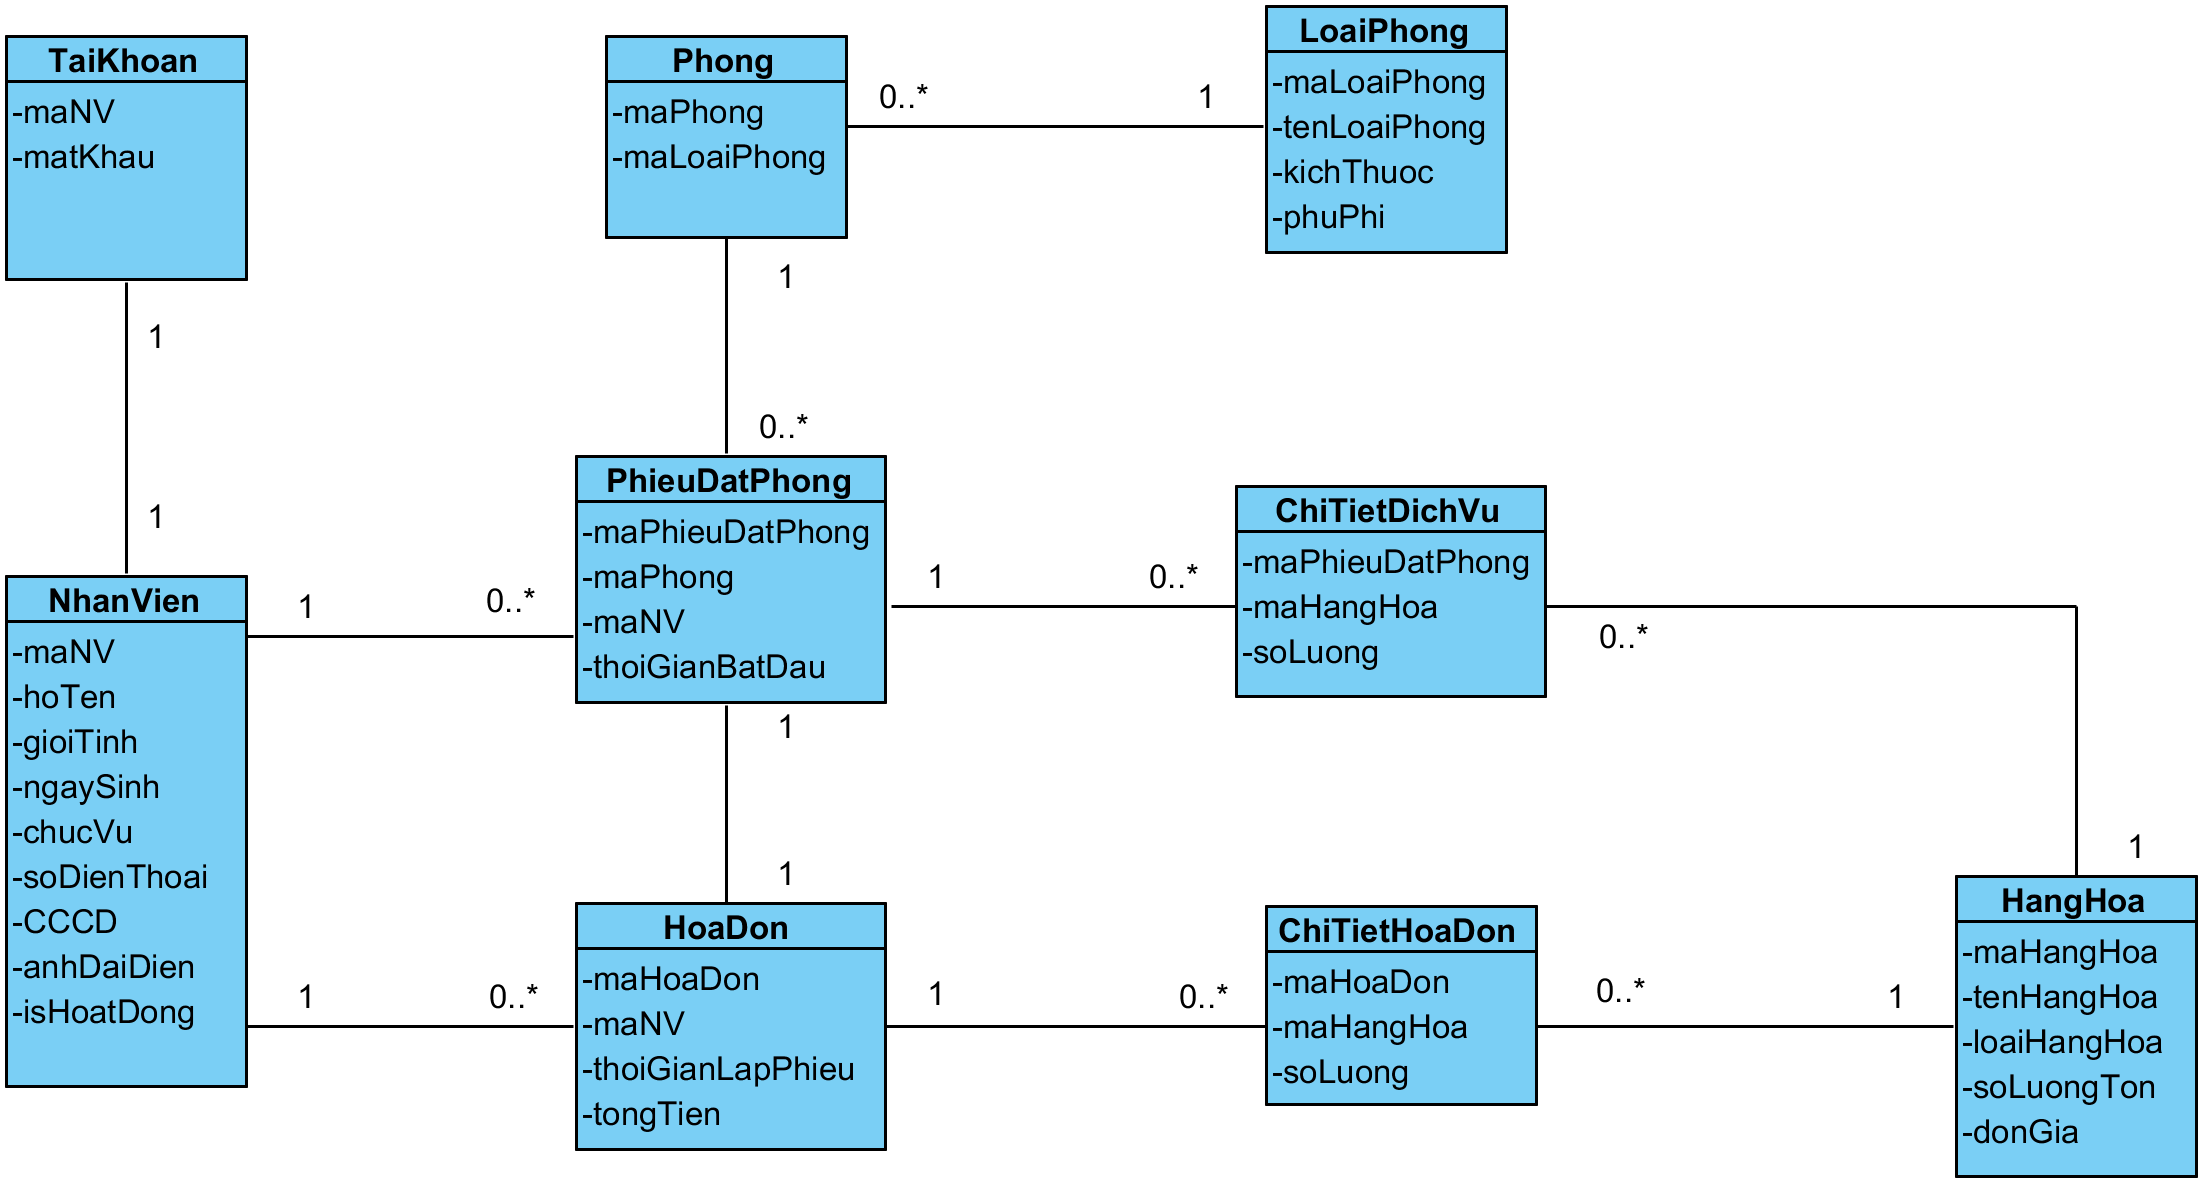 TaiKhoan
-maNV
-matKhau
Phong
-maPhong
-maLoaiPhong
LoaiPhong
-maLoaiPhong
-tenLoaiPhong
-kichThuoc
-phuPhi
0..*
1
1
0..*
1
1
NhanVien
-maNV
-hoTen
-gioiTinh
-ngaySinh
-chucVu
-soDienThoai
-CCCD
-anhDaiDien
-isHoatDong
1
0..*
PhieuDatPhong
-maPhieuDatPhong
-maPhong
-maNV
-thoiGianBatDau
1
0..*
ChiTietDichVu
-maPhieuDatPhong
-maHangHoa
-soLuong
0..*
1
1
1
1
0..*
HoaDon
-maHoaDon
-maNV
-thoiGianLapPhieu
-tongTien
1
0..*
ChiTietHoaDon
-maHoaDon
-maHangHoa
-soLuong
0..*
1
HangHoa
-maHangHoa
-tenHangHoa
-loaiHangHoa
-soLuongTon
-donGia